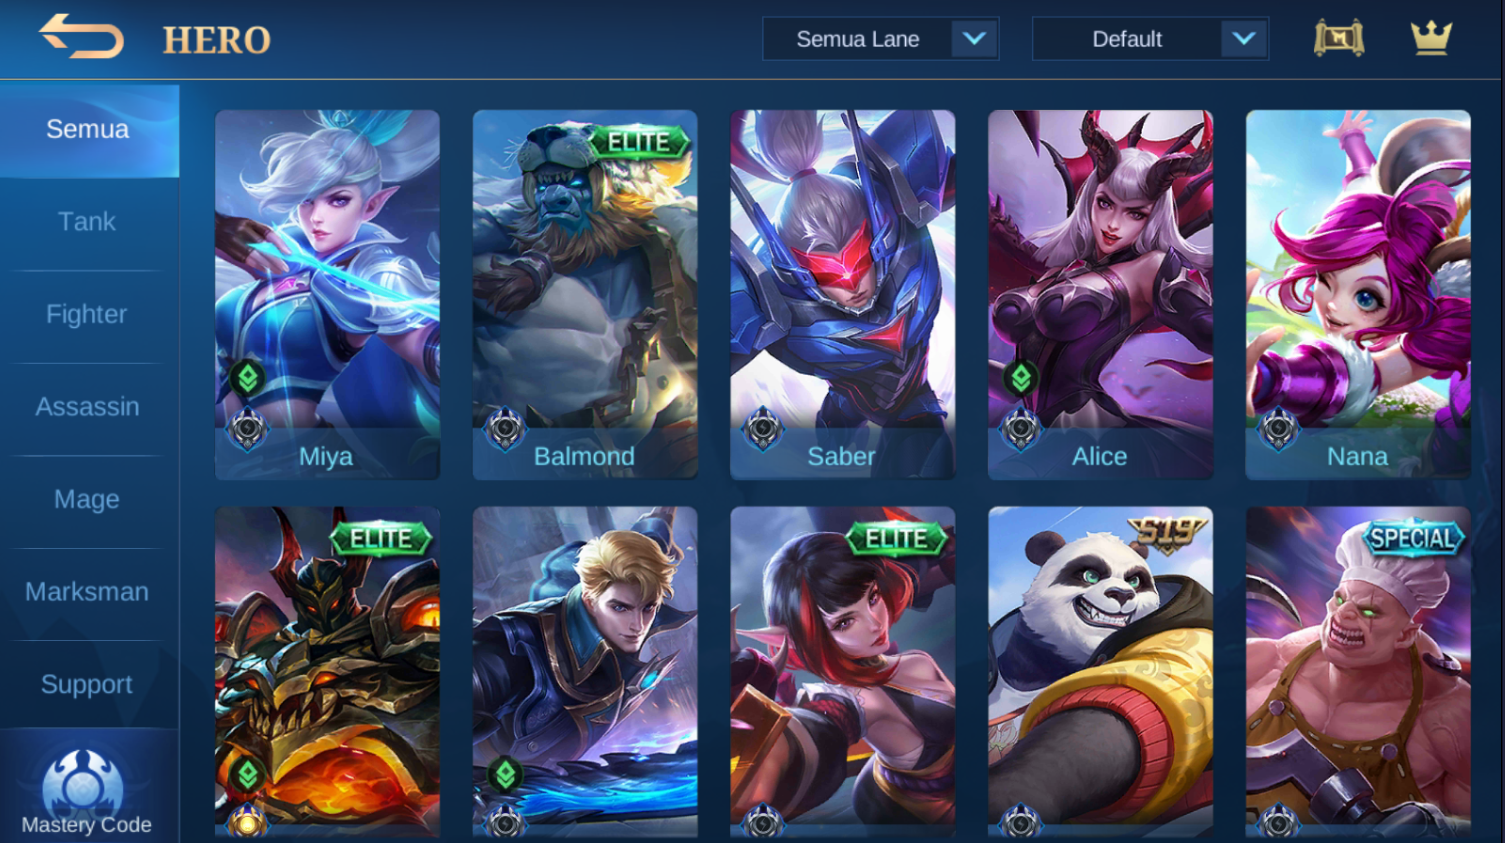 HERO
Semua Lane
Default
Semua
Tank
Fighter
Assassin
Mage
Marksman
Support
Mastery Code
Miya
ELITE
Balmond
Saber
Alice
Nana
ELITE
ELITE
S19
SPECIAL